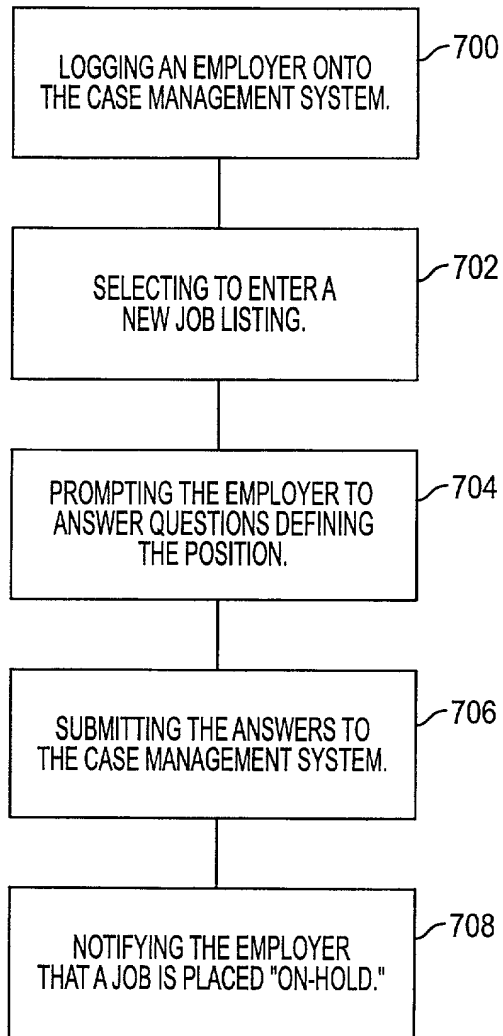 LOGGING AN EMPLOYER ONTO
THE CASE MANAGEMENT SYSTEM.
700
SELECTING TO ENTER A
NEW JOB LISTING.
702
PROMPTING THE EMPLOYER TO
ANSWER QUESTIONS DEFINING
THE POSITION.
704
SUBMITTING THE ANSWERS TO
THE CASE MANAGEMENT SYSTEM.
706
NOTIFYING THE EMPLOYER
THAT A JOB IS PLACED "ON-HOLD."
708